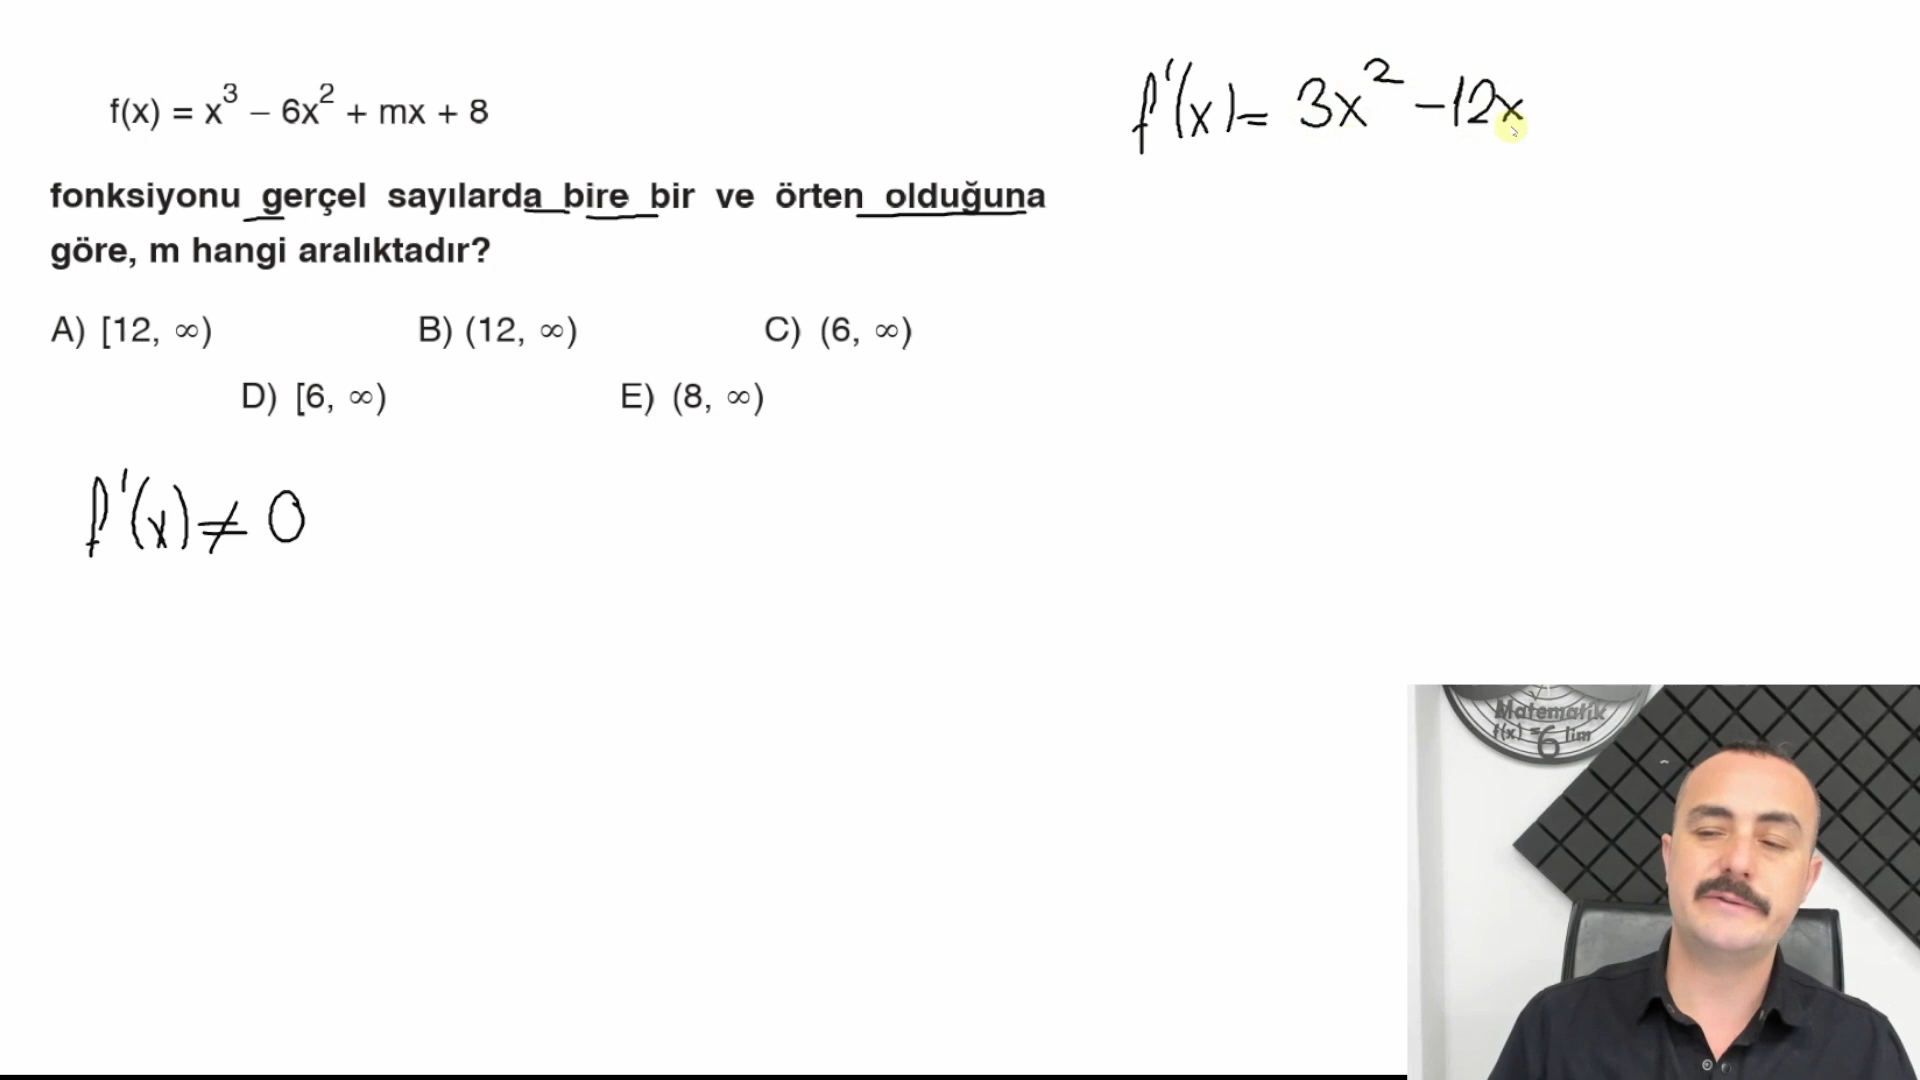 f(x) = x³ – 6x² + mx + 8
f'(x) = 3x² – 12x
fonksiyonu gerçel sayılarda bire bir ve örten olduğuna
göre, m hangi aralıktadır?
A) [12, ∞) B) (12, ∞) C) (6, ∞)
D) [6, ∞) E) (8, ∞)
f'(x) ≠ 0
Matematik
f(x) = 6 lim